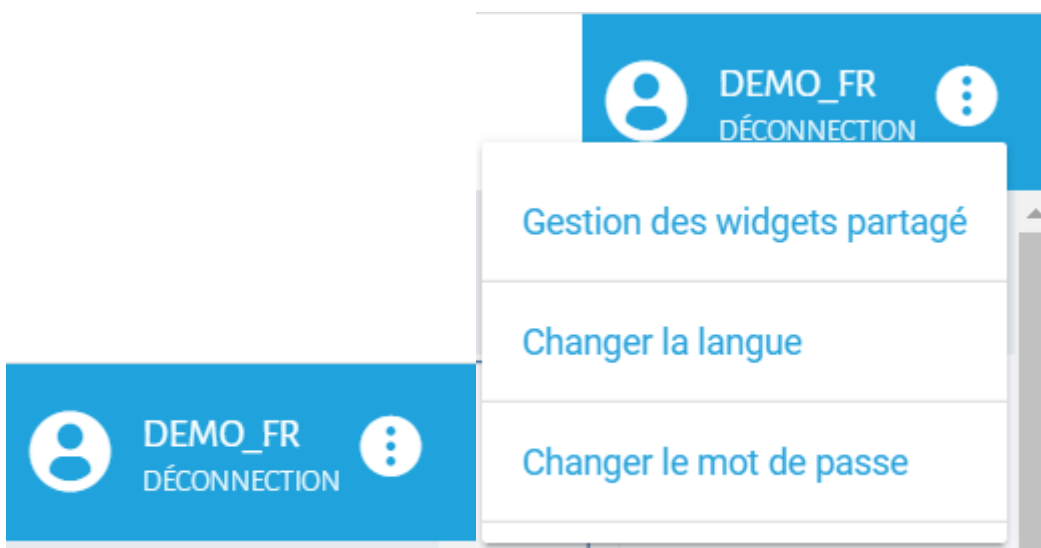 DEMO_FR
DÉCONNECTION
Gestion des widgets partagé
Changer la langue
Changer le mot de passe
DEMO_FR
DÉCONNECTION